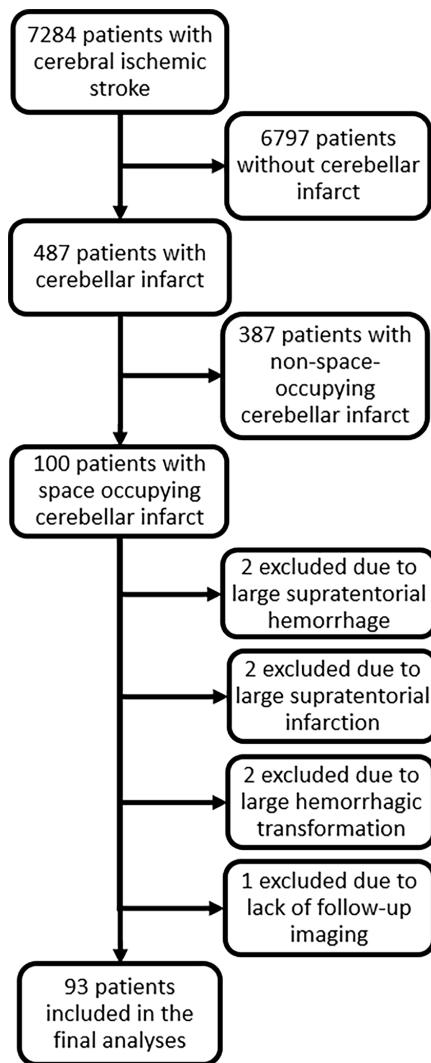 7284 patients with
cerebral ischemic
stroke
6797 patients
without cerebellar
infarct
487 patients with
cerebellar infarct
387 patients with
non-space-
occupying
cerebellar infarct
100 patients with
space occupying
cerebellar infarct
2 excluded due to
large supratentorial
hemorrhage
2 excluded due to
large supratentorial
infarction
2 excluded due to
large hemorrhagic
transformation
1 excluded due to
lack of follow-up
imaging
93 patients
included in the
final analyses